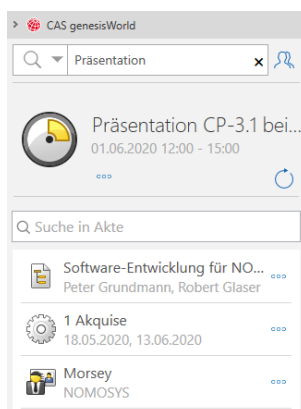 CAS genesisWorld
Präsentation
Präsentation CP-3.1 bei...
01.06.2020 12:00 - 15:00
Suche in Akte
Software-Entwicklung für NO...
Peter Grundmann, Robert Glaser
1 Akquise
18.05.2020, 13.06.2020
Morsey
NOMOSYS